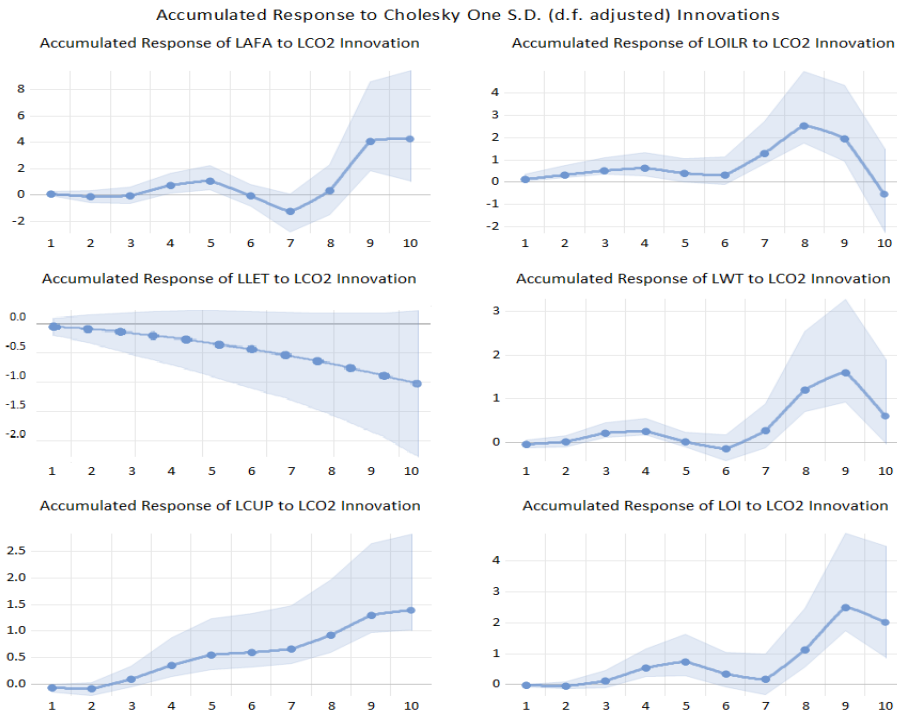 Accumulated Response to Cholesky One S.D. (d.f. adjusted) Innovations
Accumulated Response of LAFA to LCO2 Innovation
8
6
4
2
0
-2
1 2 3 4 5 6 7 8 9 10
Accumulated Response of LOILR to LCO2 Innovation
4
3
2
1
0
-1
-2
1 2 3 4 5 6 7 8 9 10
Accumulated Response of LLET to LCO2 Innovation
0.0
-0.5
-1.0
-1.5
-2.0
1 2 3 4 5 6 7 8 9 10
Accumulated Response of LWT to LCO2 Innovation
3
2
1
0
1 2 3 4 5 6 7 8 9 10
Accumulated Response of LCUP to LCO2 Innovation
2.5
2.0
1.5
1.0
0.5
0.0
1 2 3 4 5 6 7 8 9 10
Accumulated Response of LOI to LCO2 Innovation
4
3
2
1
0
1 2 3 4 5 6 7 8 9 10